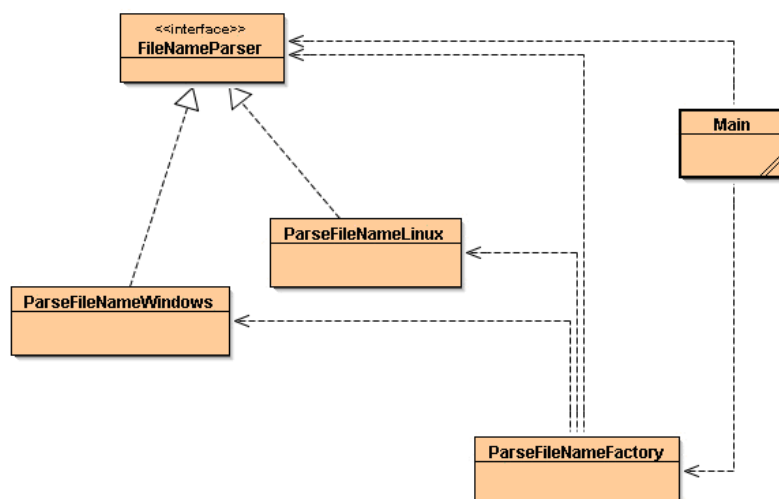 <<interface>>
FileNameParser
Main
ParseFileNameLinux
ParseFileNameWindows
ParseFileNameFactory